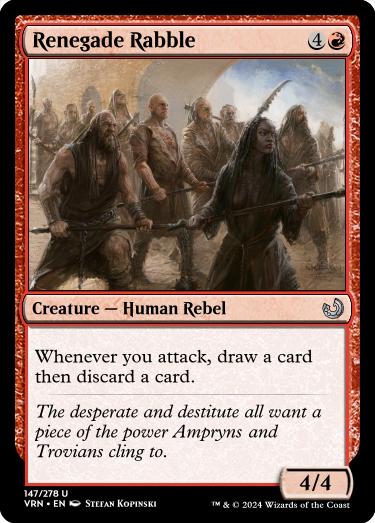 Renegade Rabble 4
Creature — Human Rebel
Whenever you attack, draw a card
then discard a card.
The desperate and destitute all want a
piece of the power Ampryns and
Trovians cling to.
4/4
147/278 U
VRN • EN Stefan Kopinski ™ & © 2024 Wizards of the Coast